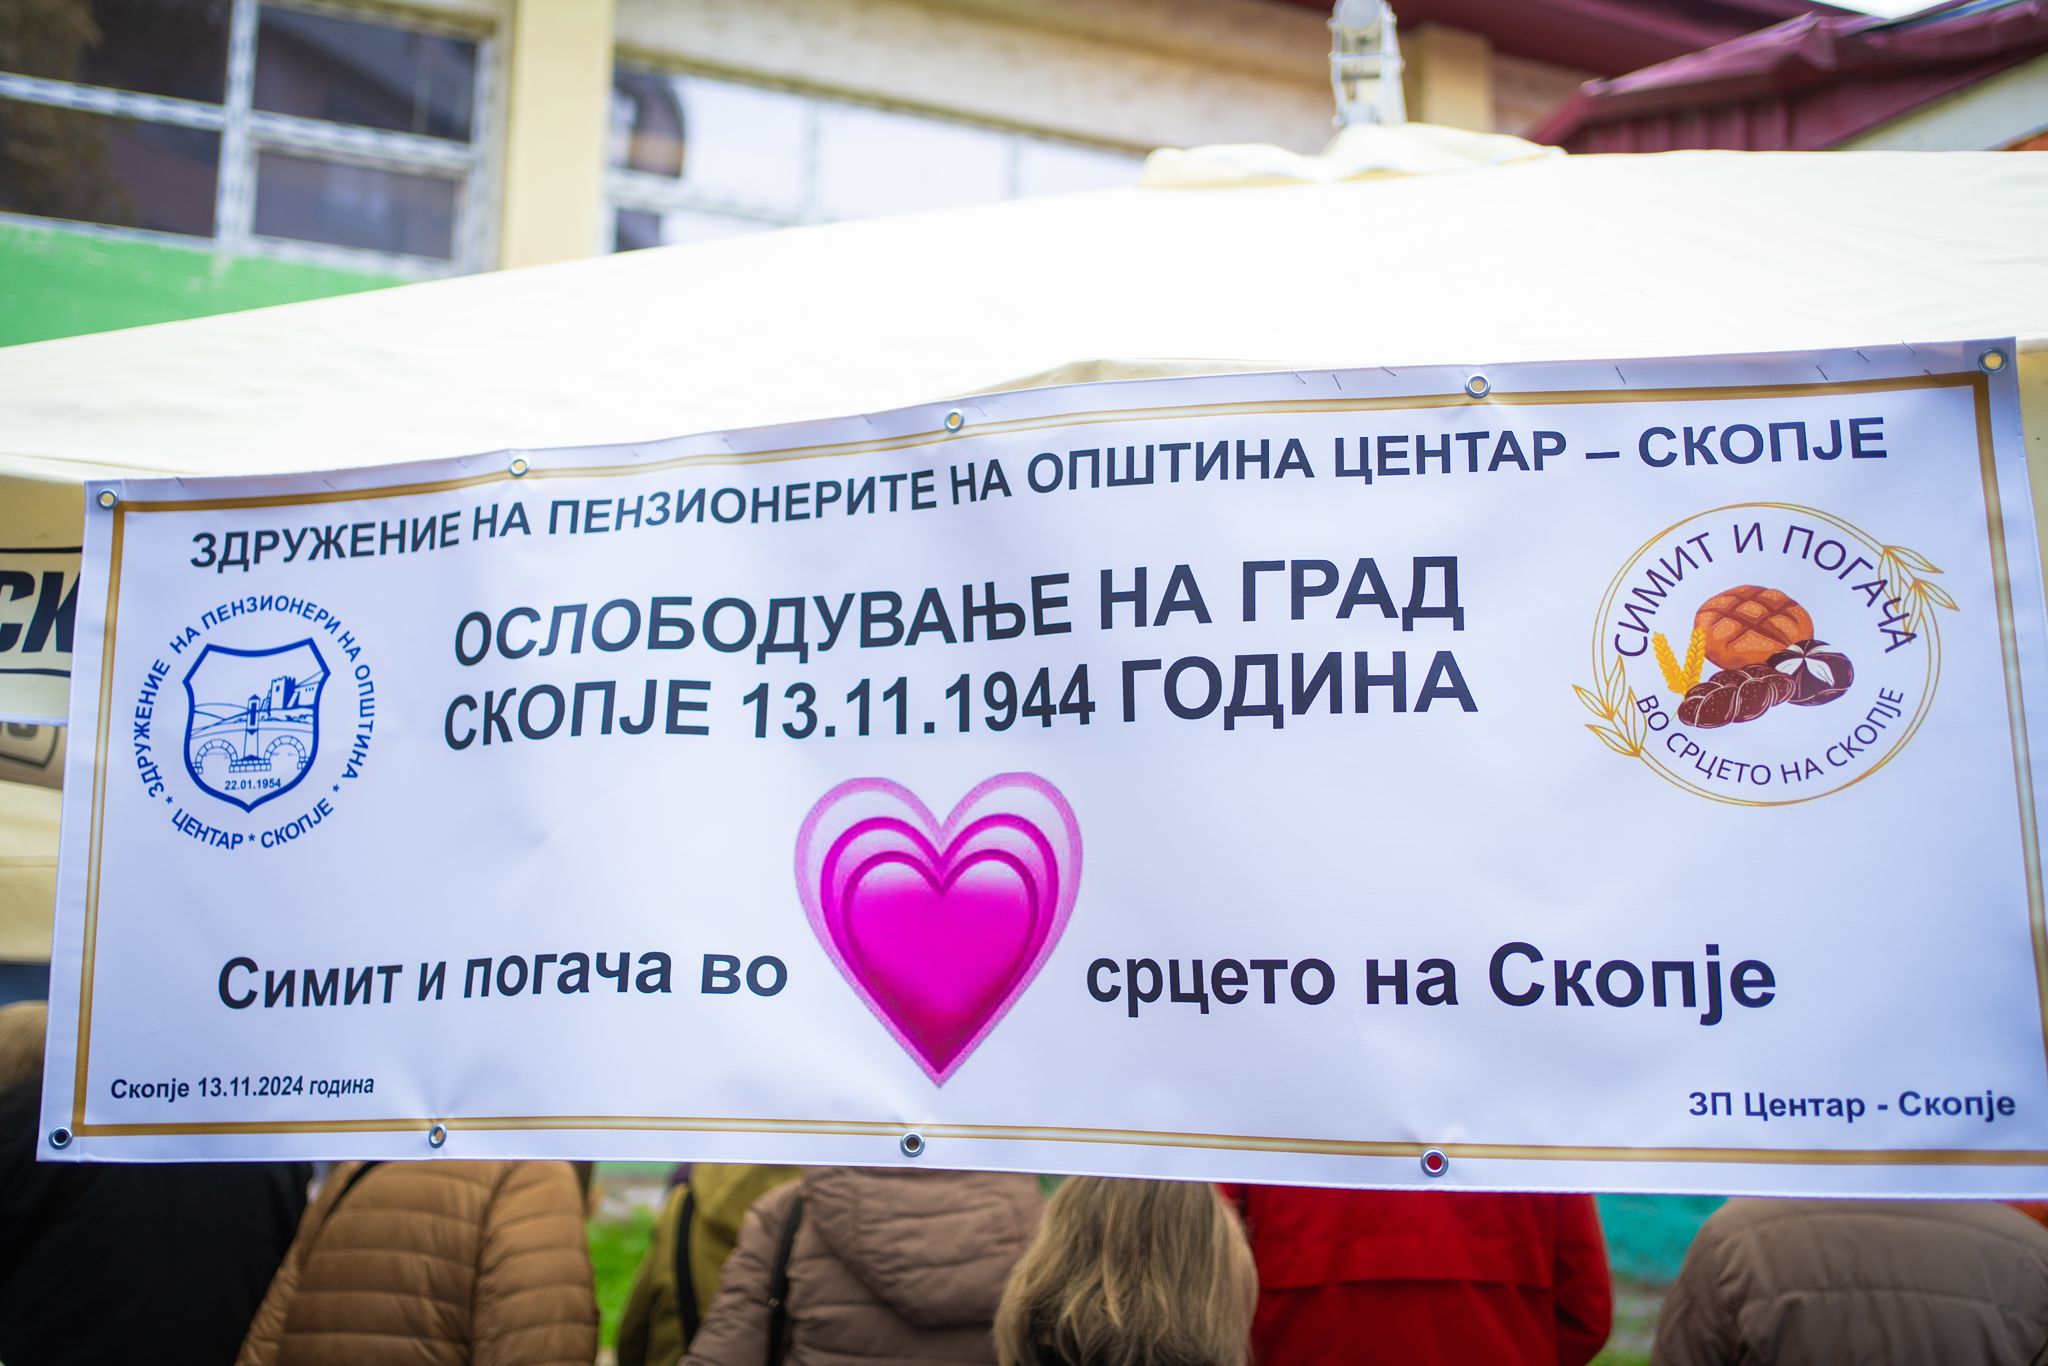 ЗДРУЖЕНИЕ НА ПЕНЗИОНЕРИТЕ НА ОПШТИНА ЦЕНТАР – СКОПЈЕ
ОСЛОБОДУВАЊЕ НА ГРАД
СКОПЈЕ 13.11.1944 ГОДИНА
ЗДРУЖЕНИЕ НА ПЕНЗИОНЕРИ НА ОПШТИНА
* ЦЕНТАР * СКОПЈЕ *
22.01.1954
СИМИТ И ПОГАЧА
ВО СРЦЕТО НА СКОПЈЕ
Симит и погача во срцето на Скопје
Скопје 13.11.2024 година
ЗП Центар - Скопје